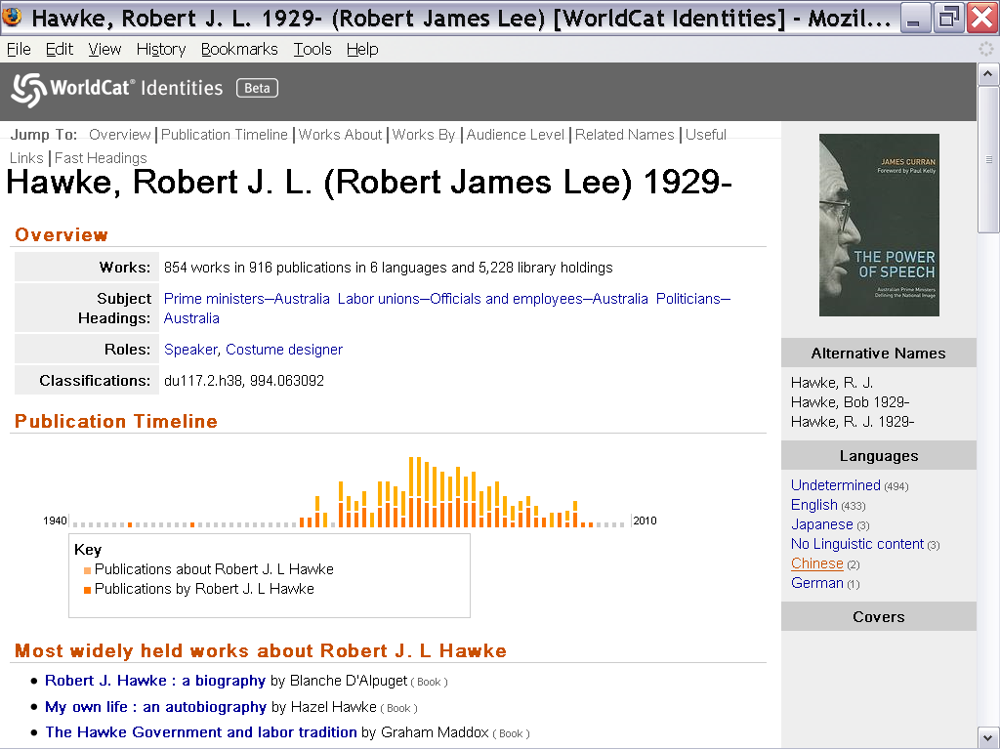 Hawke, Robert J. L. 1929- (Robert James Lee) [WorldCat Identities] - Mozil...
File Edit View History Bookmarks Tools Help
WorldCat® Identities Beta
Jump To: Overview | Publication Timeline | Works About | Works By | Audience Level | Related Names | Useful
Links | Fast Headings
Hawke, Robert J. L. (Robert James Lee) 1929-
Overview
Works: 854 works in 916 publications in 6 languages and 5,228 library holdings
Subject Prime ministers—Australia Labor unions—Officials and employees—Australia Politicians—
Headings: Australia
Roles: Speaker, Costume designer
Classifications: du117.2.h38, 994.063092
Publication Timeline
1940 2010
Key
Publications about Robert J. L Hawke
Publications by Robert J. L Hawke
Most widely held works about Robert J. L Hawke
Robert J. Hawke : a biography by Blanche D'Alpuget ( Book )
My own life : an autobiography by Hazel Hawke ( Book )
The Hawke Government and labor tradition by Graham Maddox ( Book )
JAMES CURRAN
Foreword by Paul Kelly
THE POWER
OF SPEECH
Australian Prime Ministers
Defining the National Image
Alternative Names
Hawke, R. J.
Hawke, Bob 1929-
Hawke, R. J. 1929-
Languages
Undetermined (494)
English (433)
Japanese (3)
No Linguistic content (3)
Chinese (2)
German (1)
Covers